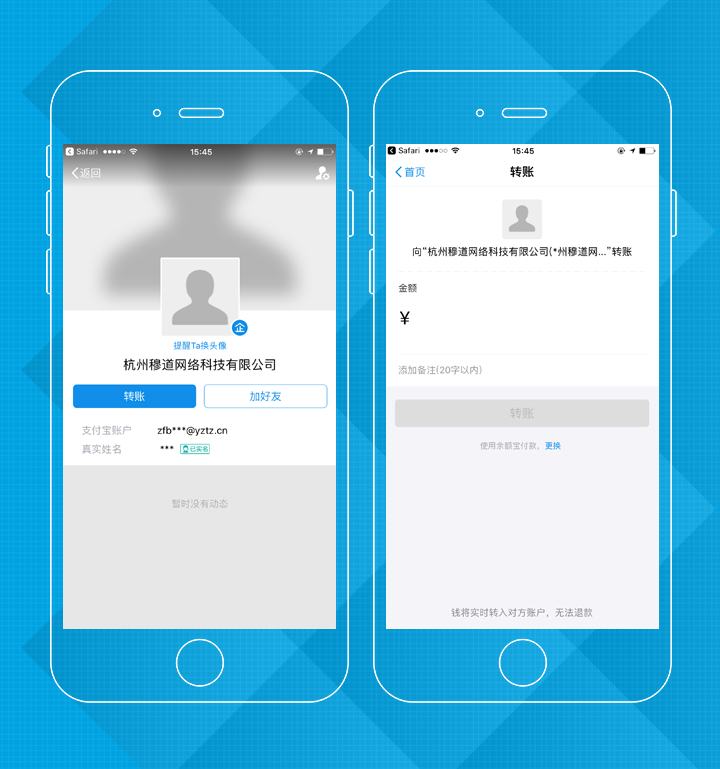 Safari
15:45
返回
企
提醒Ta换头像
杭州穆道网络科技有限公司
转账
加好友
支付宝账户 zfb***@yztz.cn
真实姓名 *** 已实名
暂时没有动态
Safari
15:45
首页
转账
向“杭州穆道网络科技有限公司(*州穆道网...”转账
金额
¥
添加备注(20字以内)
转账
使用余额宝付款，更换
钱将实时转入对方账户，无法退款